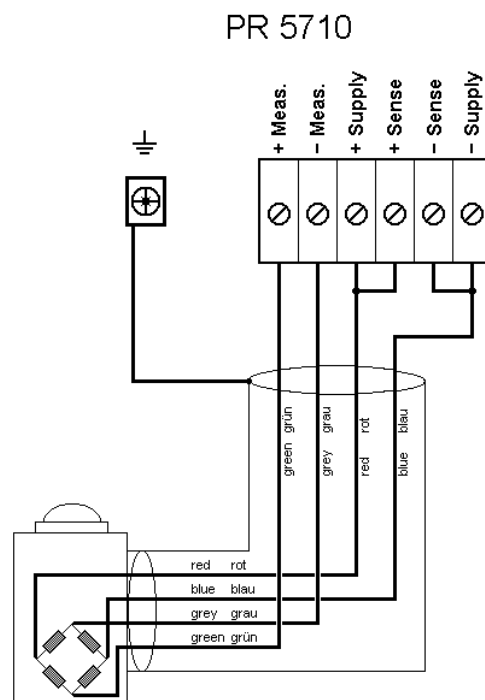 PR 5710
+ Meas.
– Meas.
+ Supply
+ Sense
– Sense
– Supply
green grün
grey grau
red rot
blue blau
red rot
blue blau
grey grau
green grün